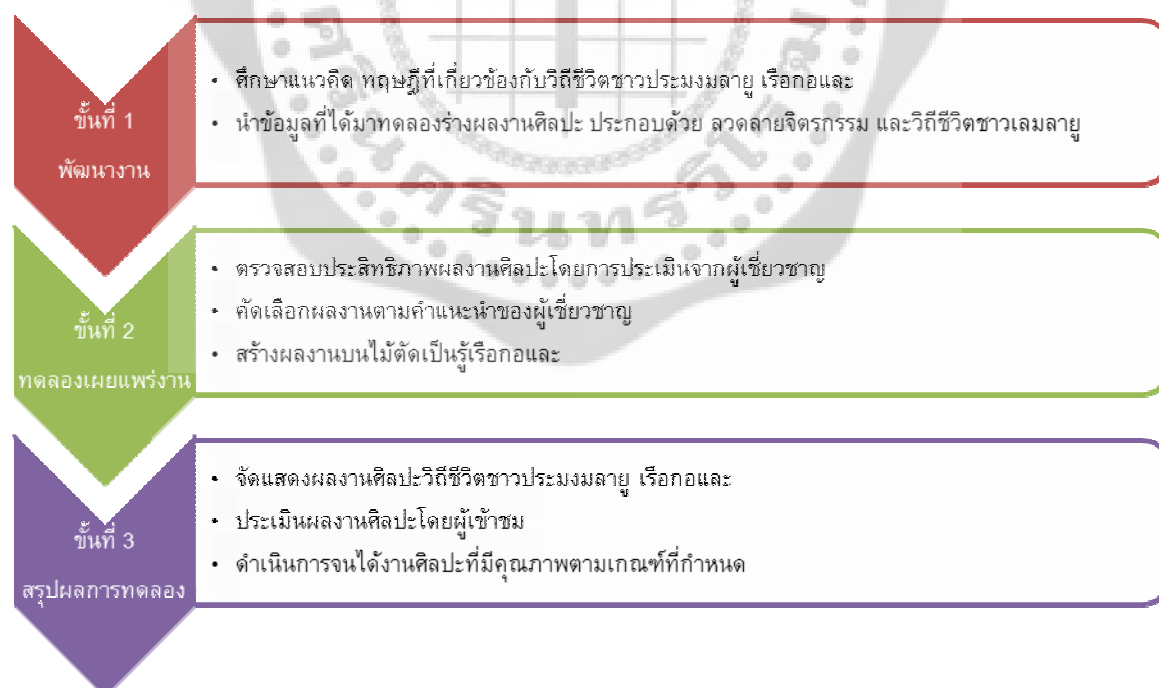 ขั้นที่ 1
พัฒนางาน
• ศึกษาแนวคิด ทฤษฎีที่เกี่ยวข้องกับวิถีชีวิตชาวประมงมลายู เรือกอและ
• นำข้อมูลที่ได้มาทดลองร่างผลงานศิลปะ ประกอบด้วย ลวดลายจิตรกรรม และวิถีชีวิตชาวเลมลายู
ขั้นที่ 2
ทดลองเผยแพร่งาน
• ตรวจสอบประสิทธิภาพผลงานศิลปะโดยการประเมินจากผู้เชี่ยวชาญ
• คัดเลือกผลงานตามคำแนะนำของผู้เชี่ยวชาญ
• สร้างผลงานบนไม้ตัดเป็นรู้เรือกอและ
ขั้นที่ 3
สรุปผลการทดลอง
• จัดแสดงผลงานศิลปะวิถีชีวิตชาวประมงมลายู เรือกอและ
• ประเมินผลงานศิลปะโดยผู้เข้าชม
• ดำเนินการจนได้งานศิลปะที่มีคุณภาพตามเกณฑ์ที่กำหนด